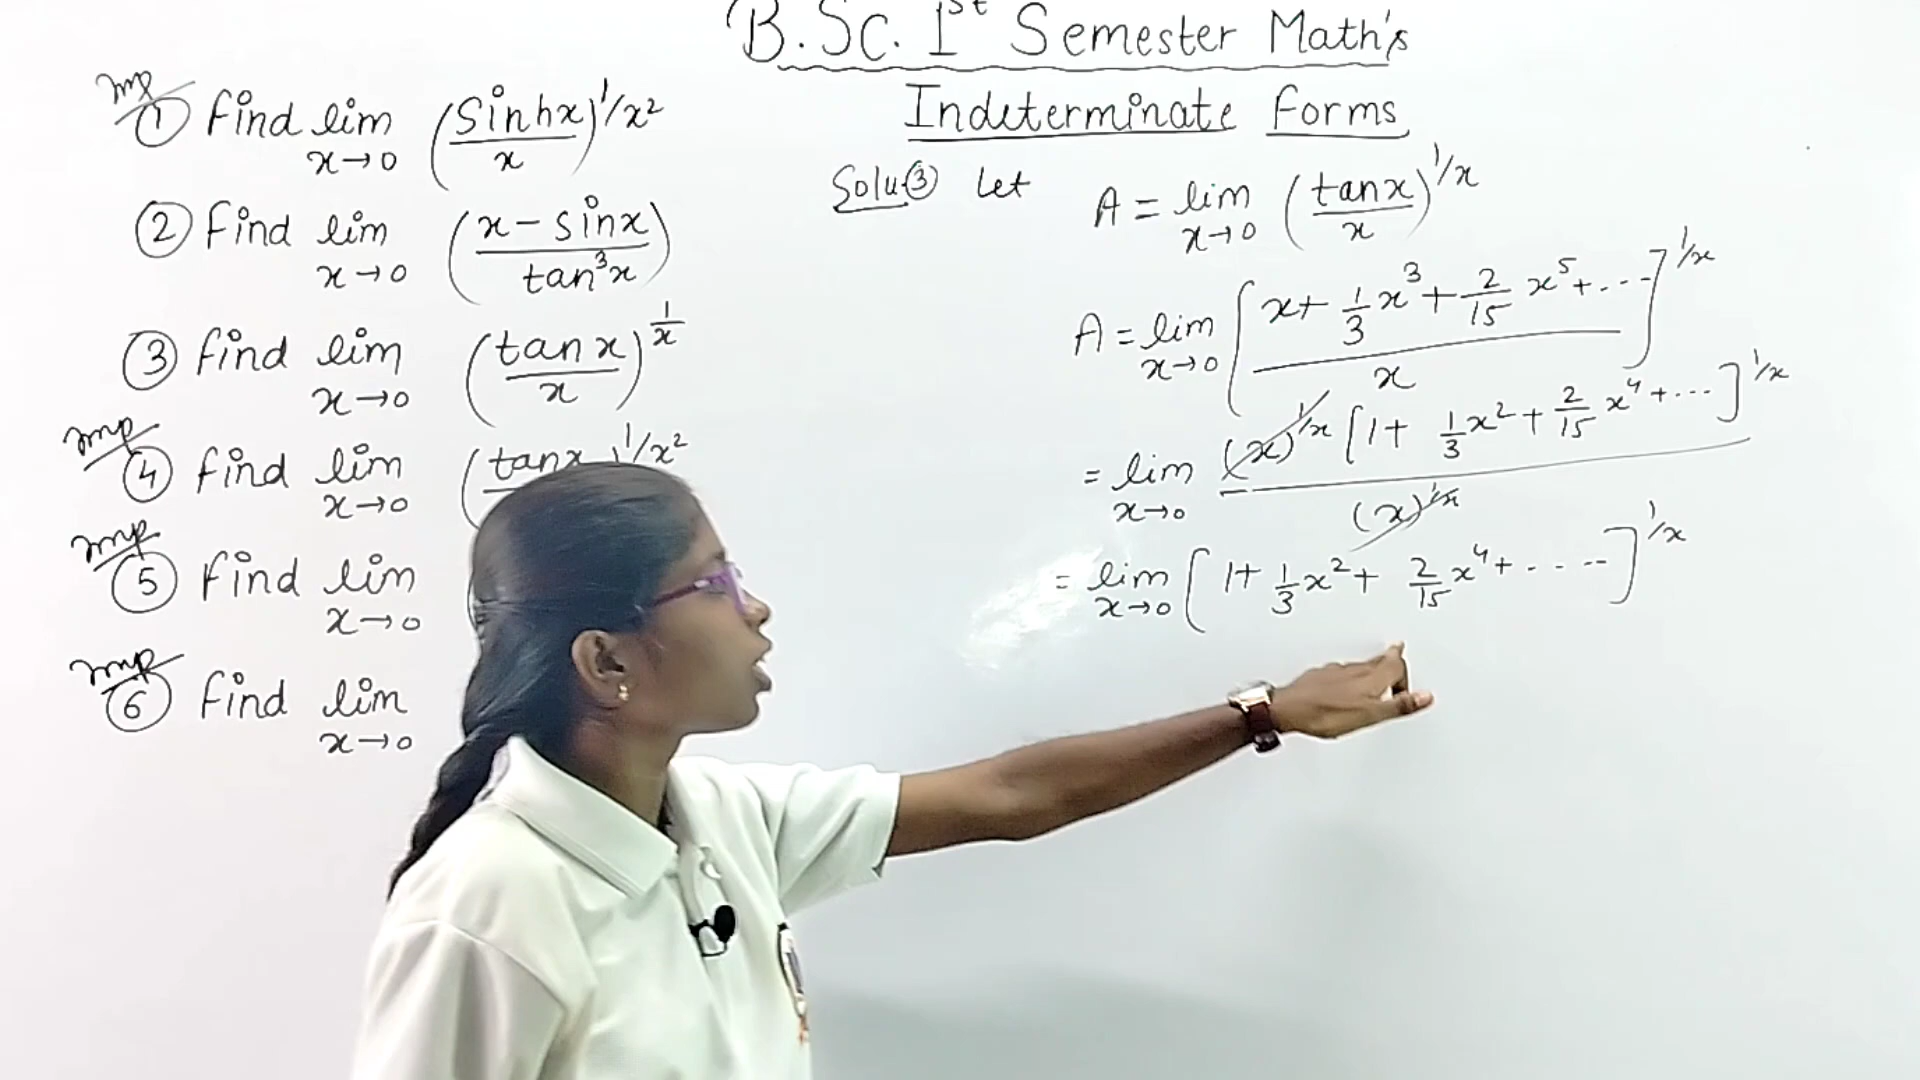 B.Sc. 1st Semester Math's
Indeterminate forms
Imp
① Find lim x→0 (sinhx/x)^1/x²
② Find lim x→0 (x - sinx/tan³x)
③ find lim x→0 (tanx/x)^1/x
Imp
④ find lim x→0 (tanx )^1/x²
Imp
⑤ find lim x→0
Imp
⑥ find lim x→0
Solu③ Let A = lim x→0 (tanx/x)^1/x
A = lim x→0 [x + 1/3 x³ + 2/15 x⁵ + .../x]^1/x
= lim x→0 (x)^1/x [1 + 1/3 x² + 2/15 x⁴ + ...]^1/x / (x)^1/x
= lim x→0 [1 + 1/3 x² + 2/15 x⁴ + .....]^1/x